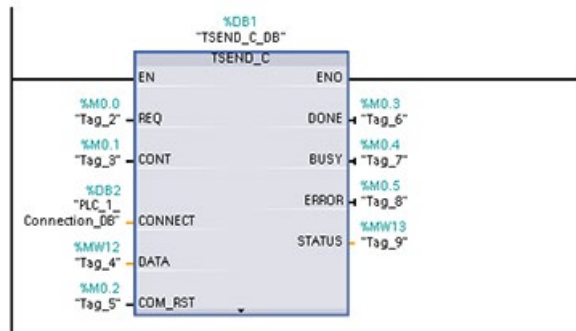 %DB1
"TSEND_C_DB"
TSEND_C
EN ENO
%M0.0
"Tag_2" REQ
%M0.1
"Tag_3" CONT
%DB2
"PLC_1_
Connection_DB" CONNECT
%MW12
"Tag_4" DATA
%M0.2
"Tag_5" COM_RST
%M0.3
DONE "Tag_6"
%M0.4
BUSY "Tag_7"
%M0.5
ERROR "Tag_8"
%MW13
STATUS "Tag_9"